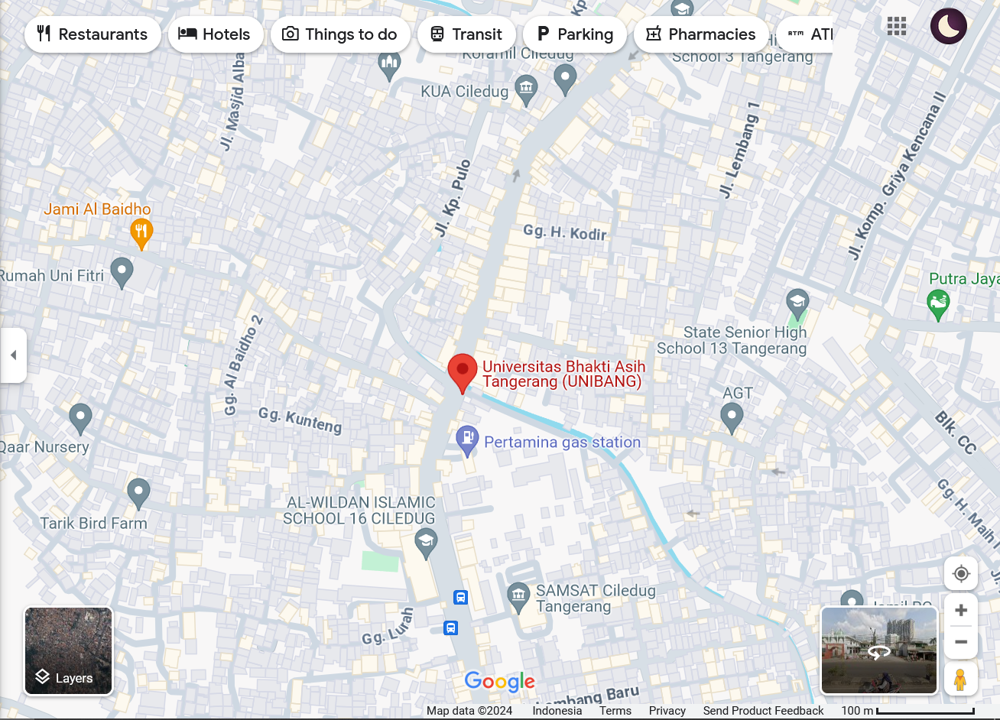 Restaurants
Hotels
Things to do
Transit
Parking
Pharmacies
ATM
School 3 Tangerang
Koramil Ciledug
KUA Ciledug
Jl. Masjid Alba
Jl. Kp. Pulo
Jl. Lembang 1
Jl. Komp. Griya Kencana II
Jami Al Baidho
Gg. H. Kodir
Rumah Uni Fitri
Putra Jaya
State Senior High
School 13 Tangerang
Gg. Al Baidho 2
Universitas Bhakti Asih
Tangerang (UNIBANG)
AGT
Gg. Kunteng
Pertamina gas station
Blk. CC
Qaar Nursery
Gg. H. Maih
AL-WILDAN ISLAMIC
SCHOOL 16 CILEDUG
Tarik Bird Farm
SAMSAT Ciledug
Tangerang
Gg. Lurah
Layers
Google
Lembang Baru
Map data ©2024
Indonesia
Terms
Privacy
Send Product Feedback
100 m